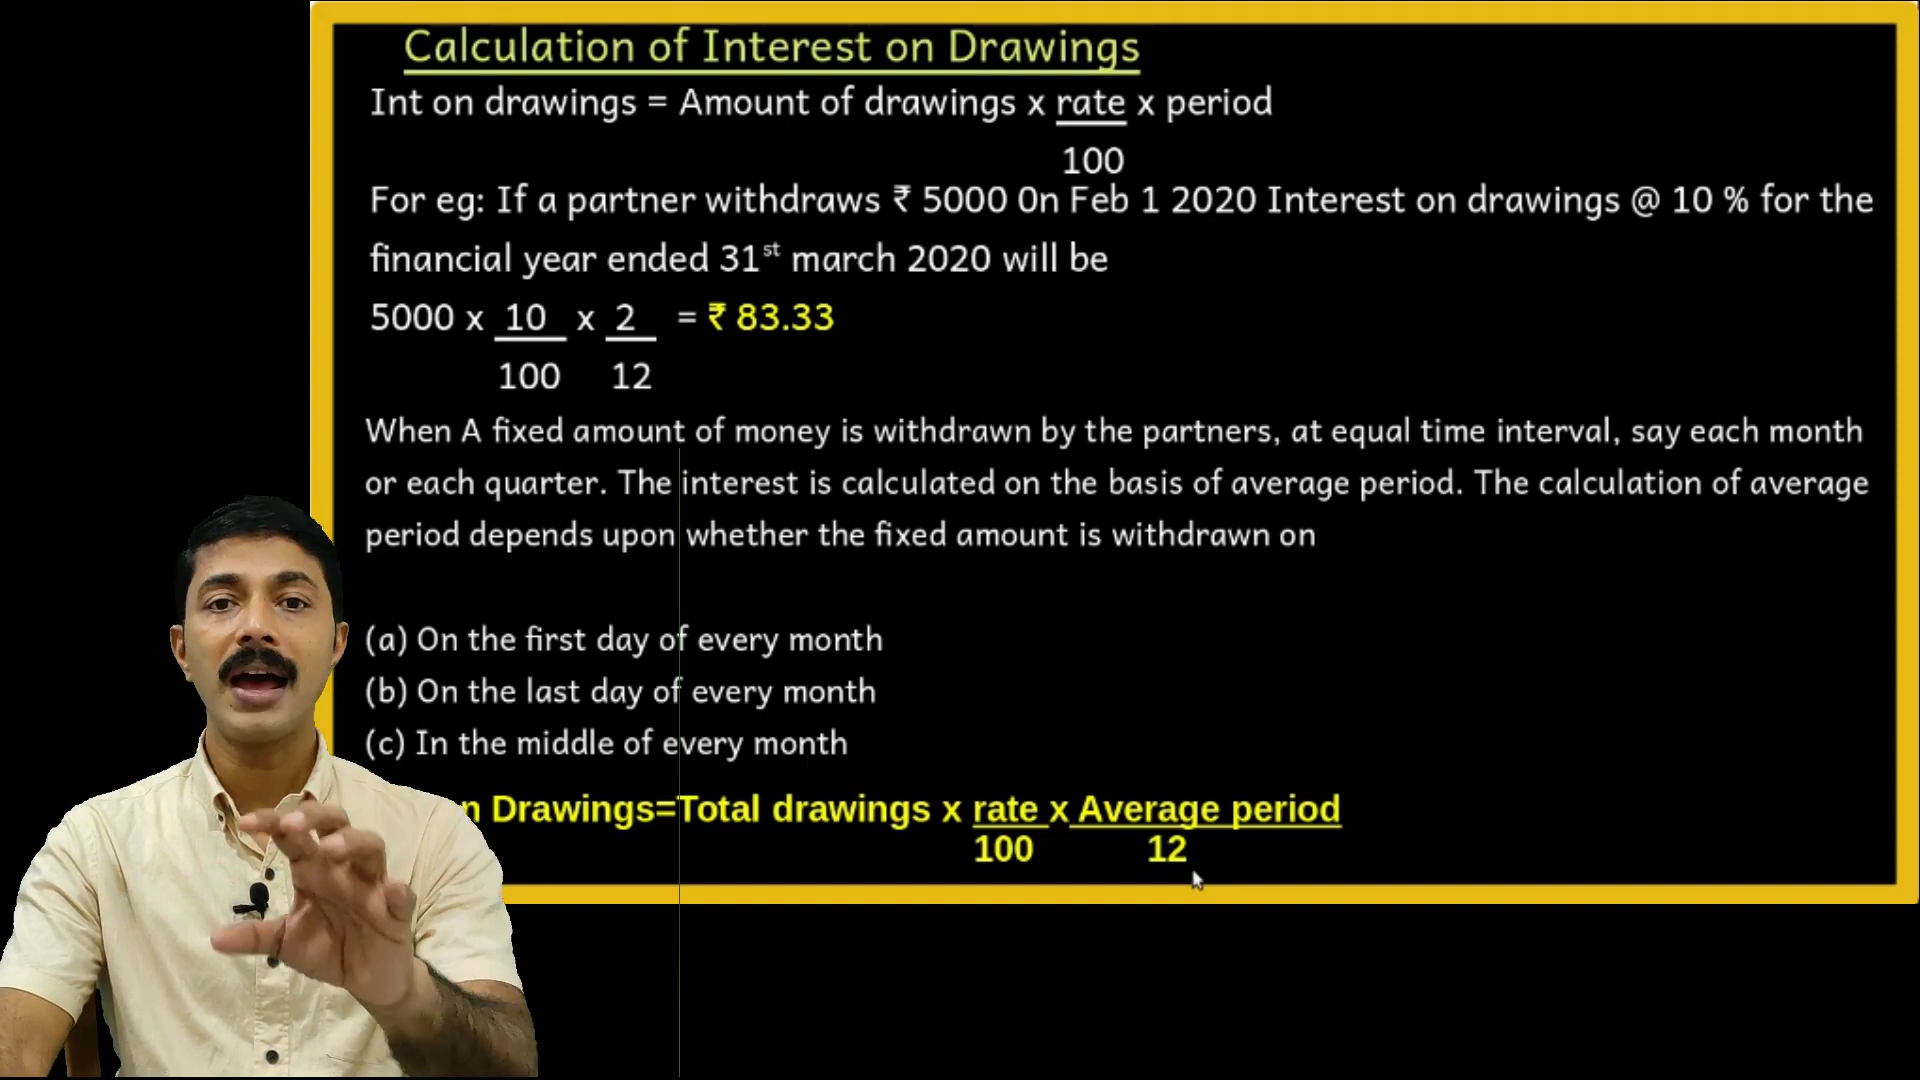 Calculation of Interest on Drawings
Int on drawings = Amount of drawings x rate x period
100
For eg: If a partner withdraws ₹ 5000 0n Feb 1 2020 Interest on drawings @ 10 % for the
financial year ended 31st march 2020 will be
5000 x 10 x 2 = ₹ 83.33
100 12
When A fixed amount of money is withdrawn by the partners, at equal time interval, say each month
or each quarter. The interest is calculated on the basis of average period. The calculation of average
period depends upon whether the fixed amount is withdrawn on
(a) On the first day of every month
(b) On the last day of every month
(c) In the middle of every month
n Drawings=Total drawings x rate x Average period
100 12